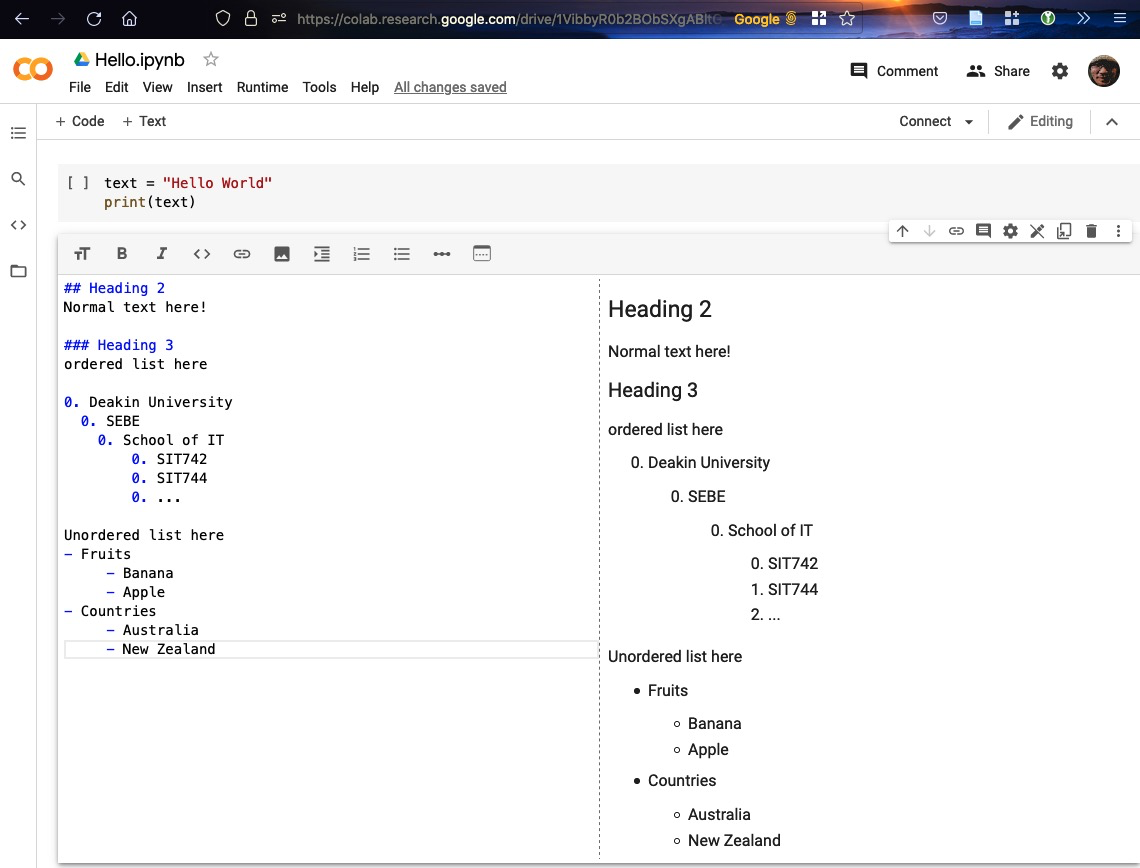 https://colab.research.google.com/drive/1VibbyR0b2BObSXgABltG
Google
CO
Hello.ipynb
File Edit View Insert Runtime Tools Help All changes saved
Comment Share
+ Code + Text
Connect Editing
[ ] text = "Hello World"
print(text)
## Heading 2
Normal text here!
### Heading 3
ordered list here
0. Deakin University
0. SEBE
0. School of IT
0. SIT742
0. SIT744
0. ...
Unordered list here
- Fruits
- Banana
- Apple
- Countries
- Australia
- New Zealand
Heading 2
Normal text here!
Heading 3
ordered list here
0. Deakin University
0. SEBE
0. School of IT
0. SIT742
1. SIT744
2. ...
Unordered list here
• Fruits
◦ Banana
◦ Apple
• Countries
◦ Australia
◦ New Zealand